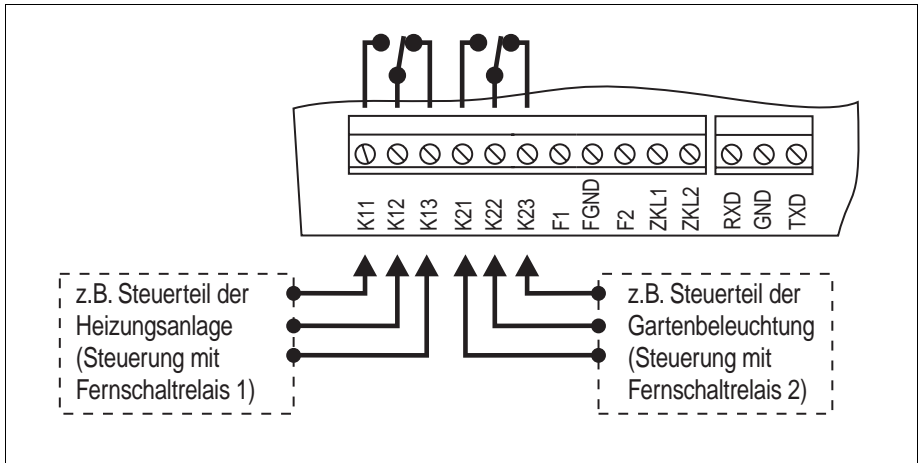 K11
K12
K13
K21
K22
K23
F1
FGND
F2
ZKL1
ZKL2
RXD
GND
TXD
z.B. Steuerteil der
Heizungsanlage
(Steuerung mit
Fernschaltrelais 1)
z.B. Steuerteil der
Gartenbeleuchtung
(Steuerung mit
Fernschaltrelais 2)